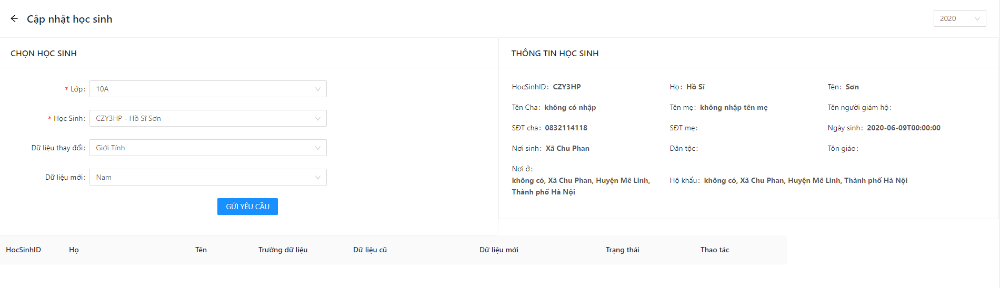 Cập nhật học sinh
2020
CHỌN HỌC SINH
* Lớp: 10A
* Học Sinh: CZY3HP - Hồ Sĩ Sơn
Dữ liệu thay đổi: Giới Tính
Dữ liệu mới: Nam
GỬI YÊU CẦU
THÔNG TIN HỌC SINH
HocSinhID: CZY3HP Họ: Hồ Sĩ Tên: Sơn
Tên Cha: không có nhập Tên mẹ: không nhập tên mẹ Tên người giám hộ:
SĐT cha: 0832114118 SĐT mẹ: Ngày sinh: 2020-06-09T00:00:00
Nơi sinh: Xã Chu Phan Dân tộc: Tôn giáo:
Nơi ở:
không có, Xã Chu Phan, Huyện Mê Linh,
Thành phố Hà Nội
Hộ khẩu: không có, Xã Chu Phan, Huyện Mê Linh, Thành phố Hà Nội
HocSinhID Họ Tên Trường dữ liệu Dữ liệu cũ Dữ liệu mới Trạng thái Thao tác